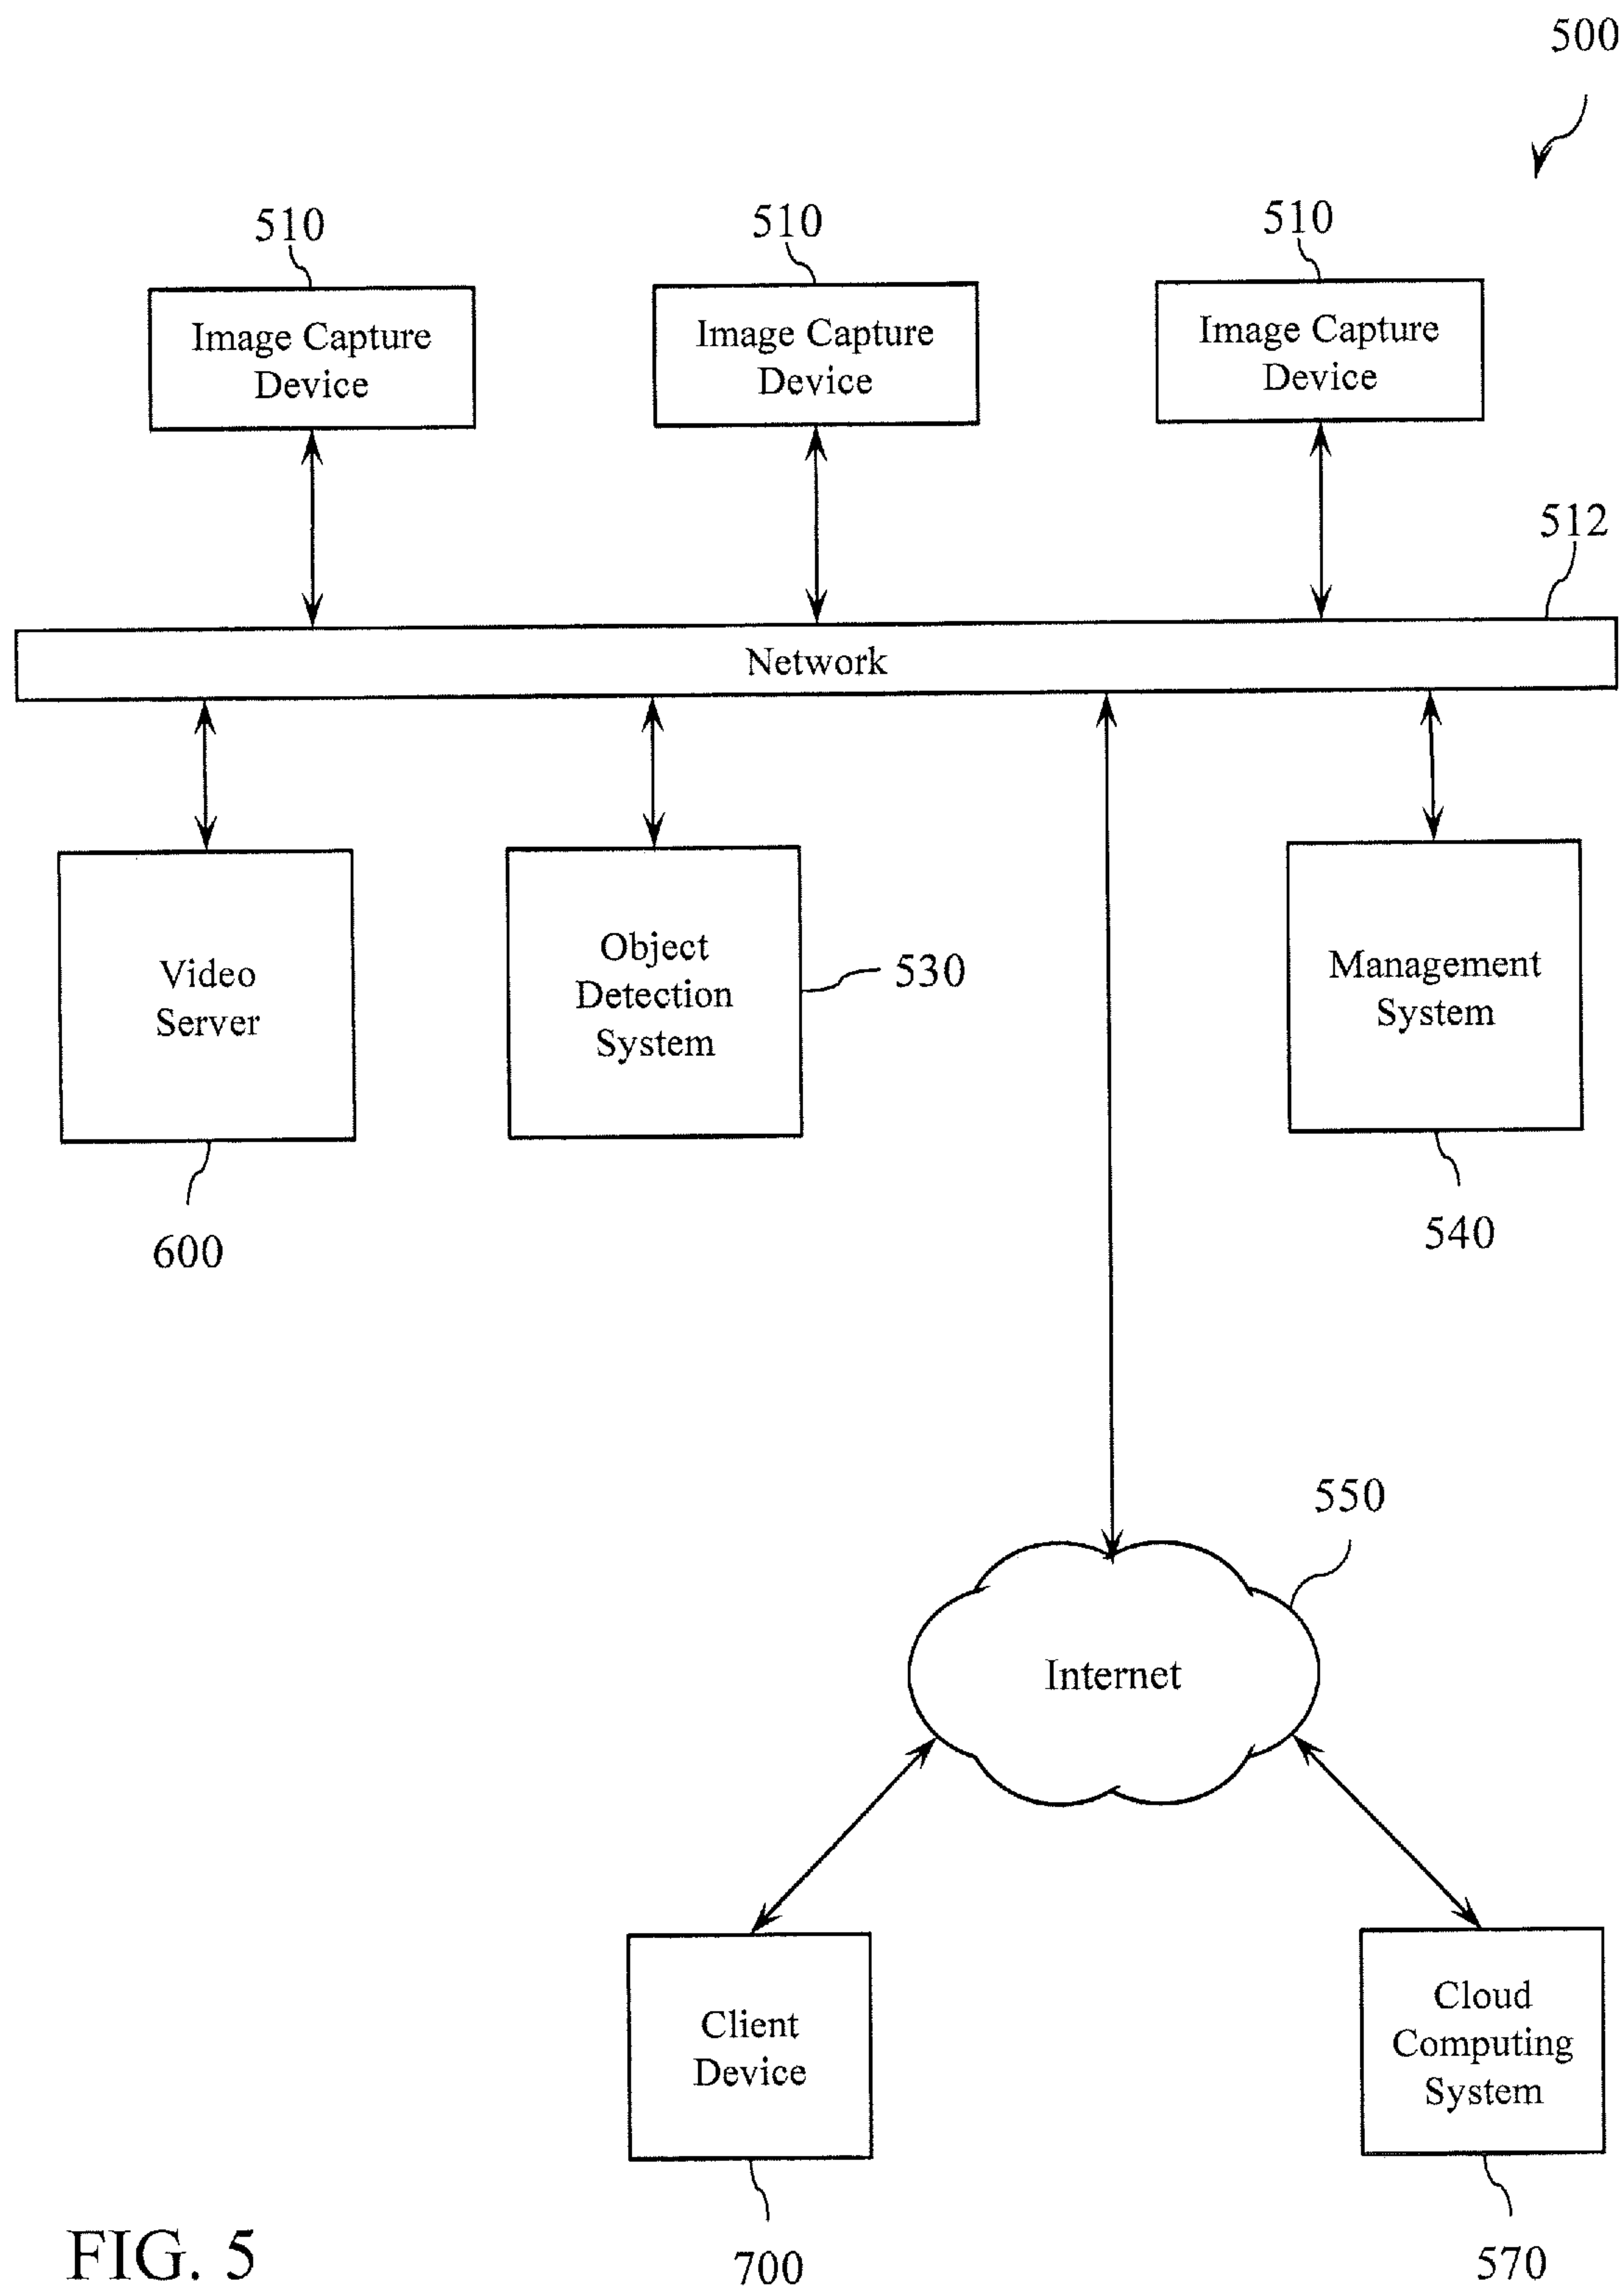 500
510
510
510
Image Capture
Device
Image Capture
Device
Image Capture
Device
512
Network
Video
Server
Object
Detection
System
530
Management
System
600
540
550
Internet
Client
Device
Cloud
Computing
System
FIG. 5
700
570